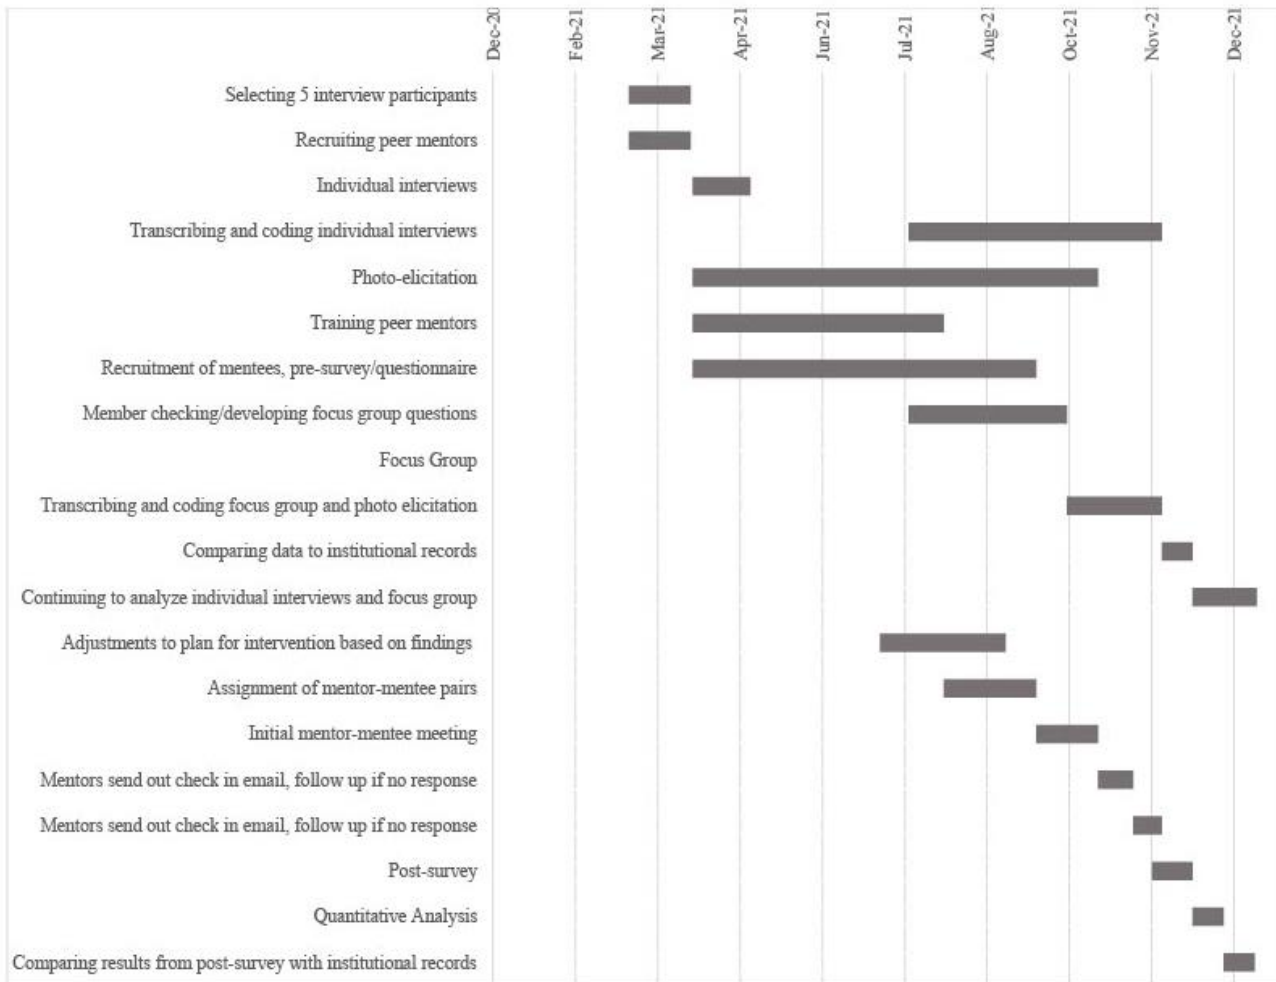 Dec-20
Feb-21
Mar-21
Apr-21
Jun-21
Jul-21
Aug-21
Oct-21
Nov-21
Dec-21
Selecting 5 interview participants
Recruiting peer mentors
Individual interviews
Transcribing and coding individual interviews
Photo-elicitation
Training peer mentors
Recruitment of mentees, pre-survey/questionnaire
Member checking/developing focus group questions
Focus Group
Transcribing and coding focus group and photo elicitation
Comparing data to institutional records
Continuing to analyze individual interviews and focus group
Adjustments to plan for intervention based on findings
Assignment of mentor-mentee pairs
Initial mentor-mentee meeting
Mentors send out check in email, follow up if no response
Mentors send out check in email, follow up if no response
Post-survey
Quantitative Analysis
Comparing results from post-survey with institutional records